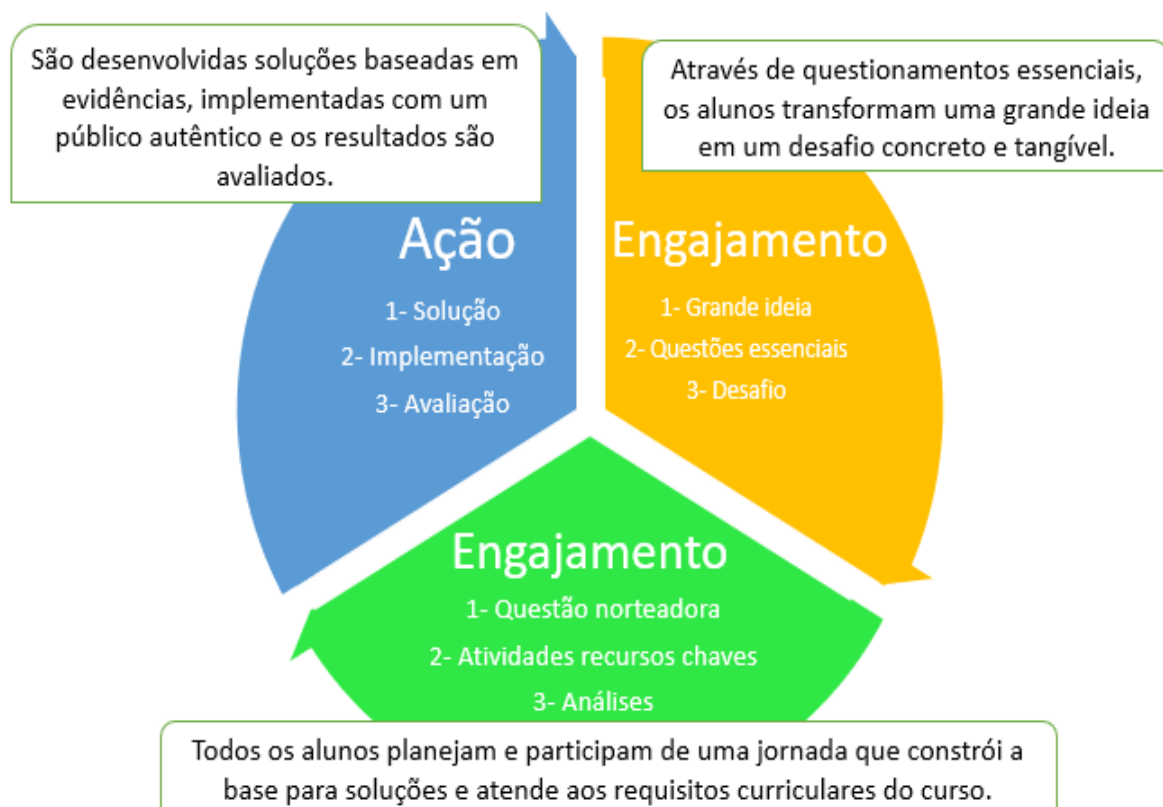 São desenvolvidas soluções baseadas em
evidências, implementadas com um
público autêntico e os resultados são
avaliados.
Através de questionamentos essenciais,
os alunos transformam uma grande ideia
em um desafio concreto e tangível.
Ação
1- Solução
2- Implementação
3- Avaliação
Engajamento
1- Grande ideia
2- Questões essenciais
3- Desafio
Engajamento
1- Questão norteadora
2- Atividades recursos chaves
3- Análises
Todos os alunos planejam e participam de uma jornada que constrói a
base para soluções e atende aos requisitos curriculares do curso.